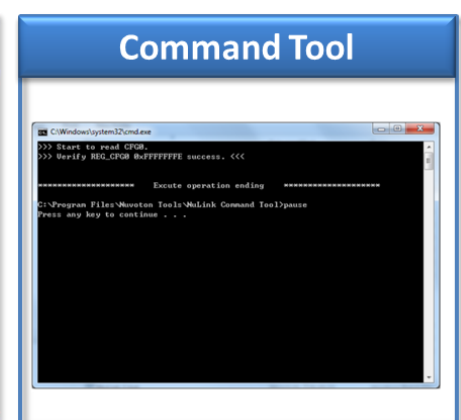 Command Tool
C:\Windows\system32\cmd.exe
>>> Start to read CFG0.
>>> Verify REG_CFG0 0xFFFFFFFE success. <<<
==================== Excute operation ending ====================
C:\Program Files\Nuvoton Tools\NuLink Command Tool>pause
Press any key to continue . . .